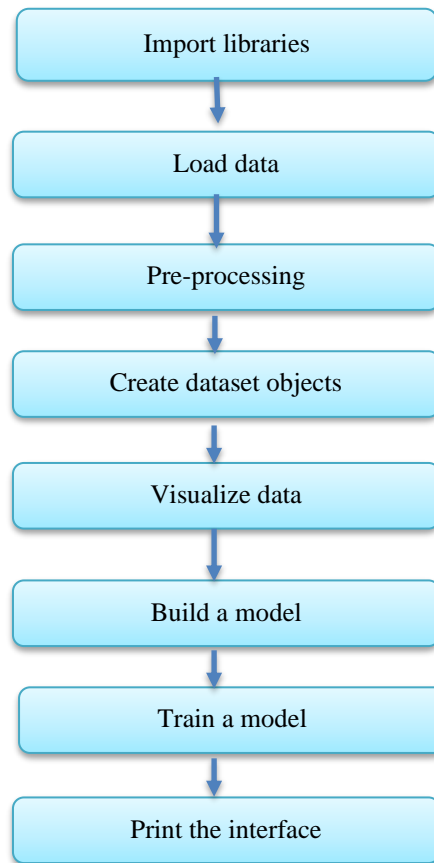 Import libraries
Load data
Pre-processing
Create dataset objects
Visualize data
Build a model
Train a model
Print the interface